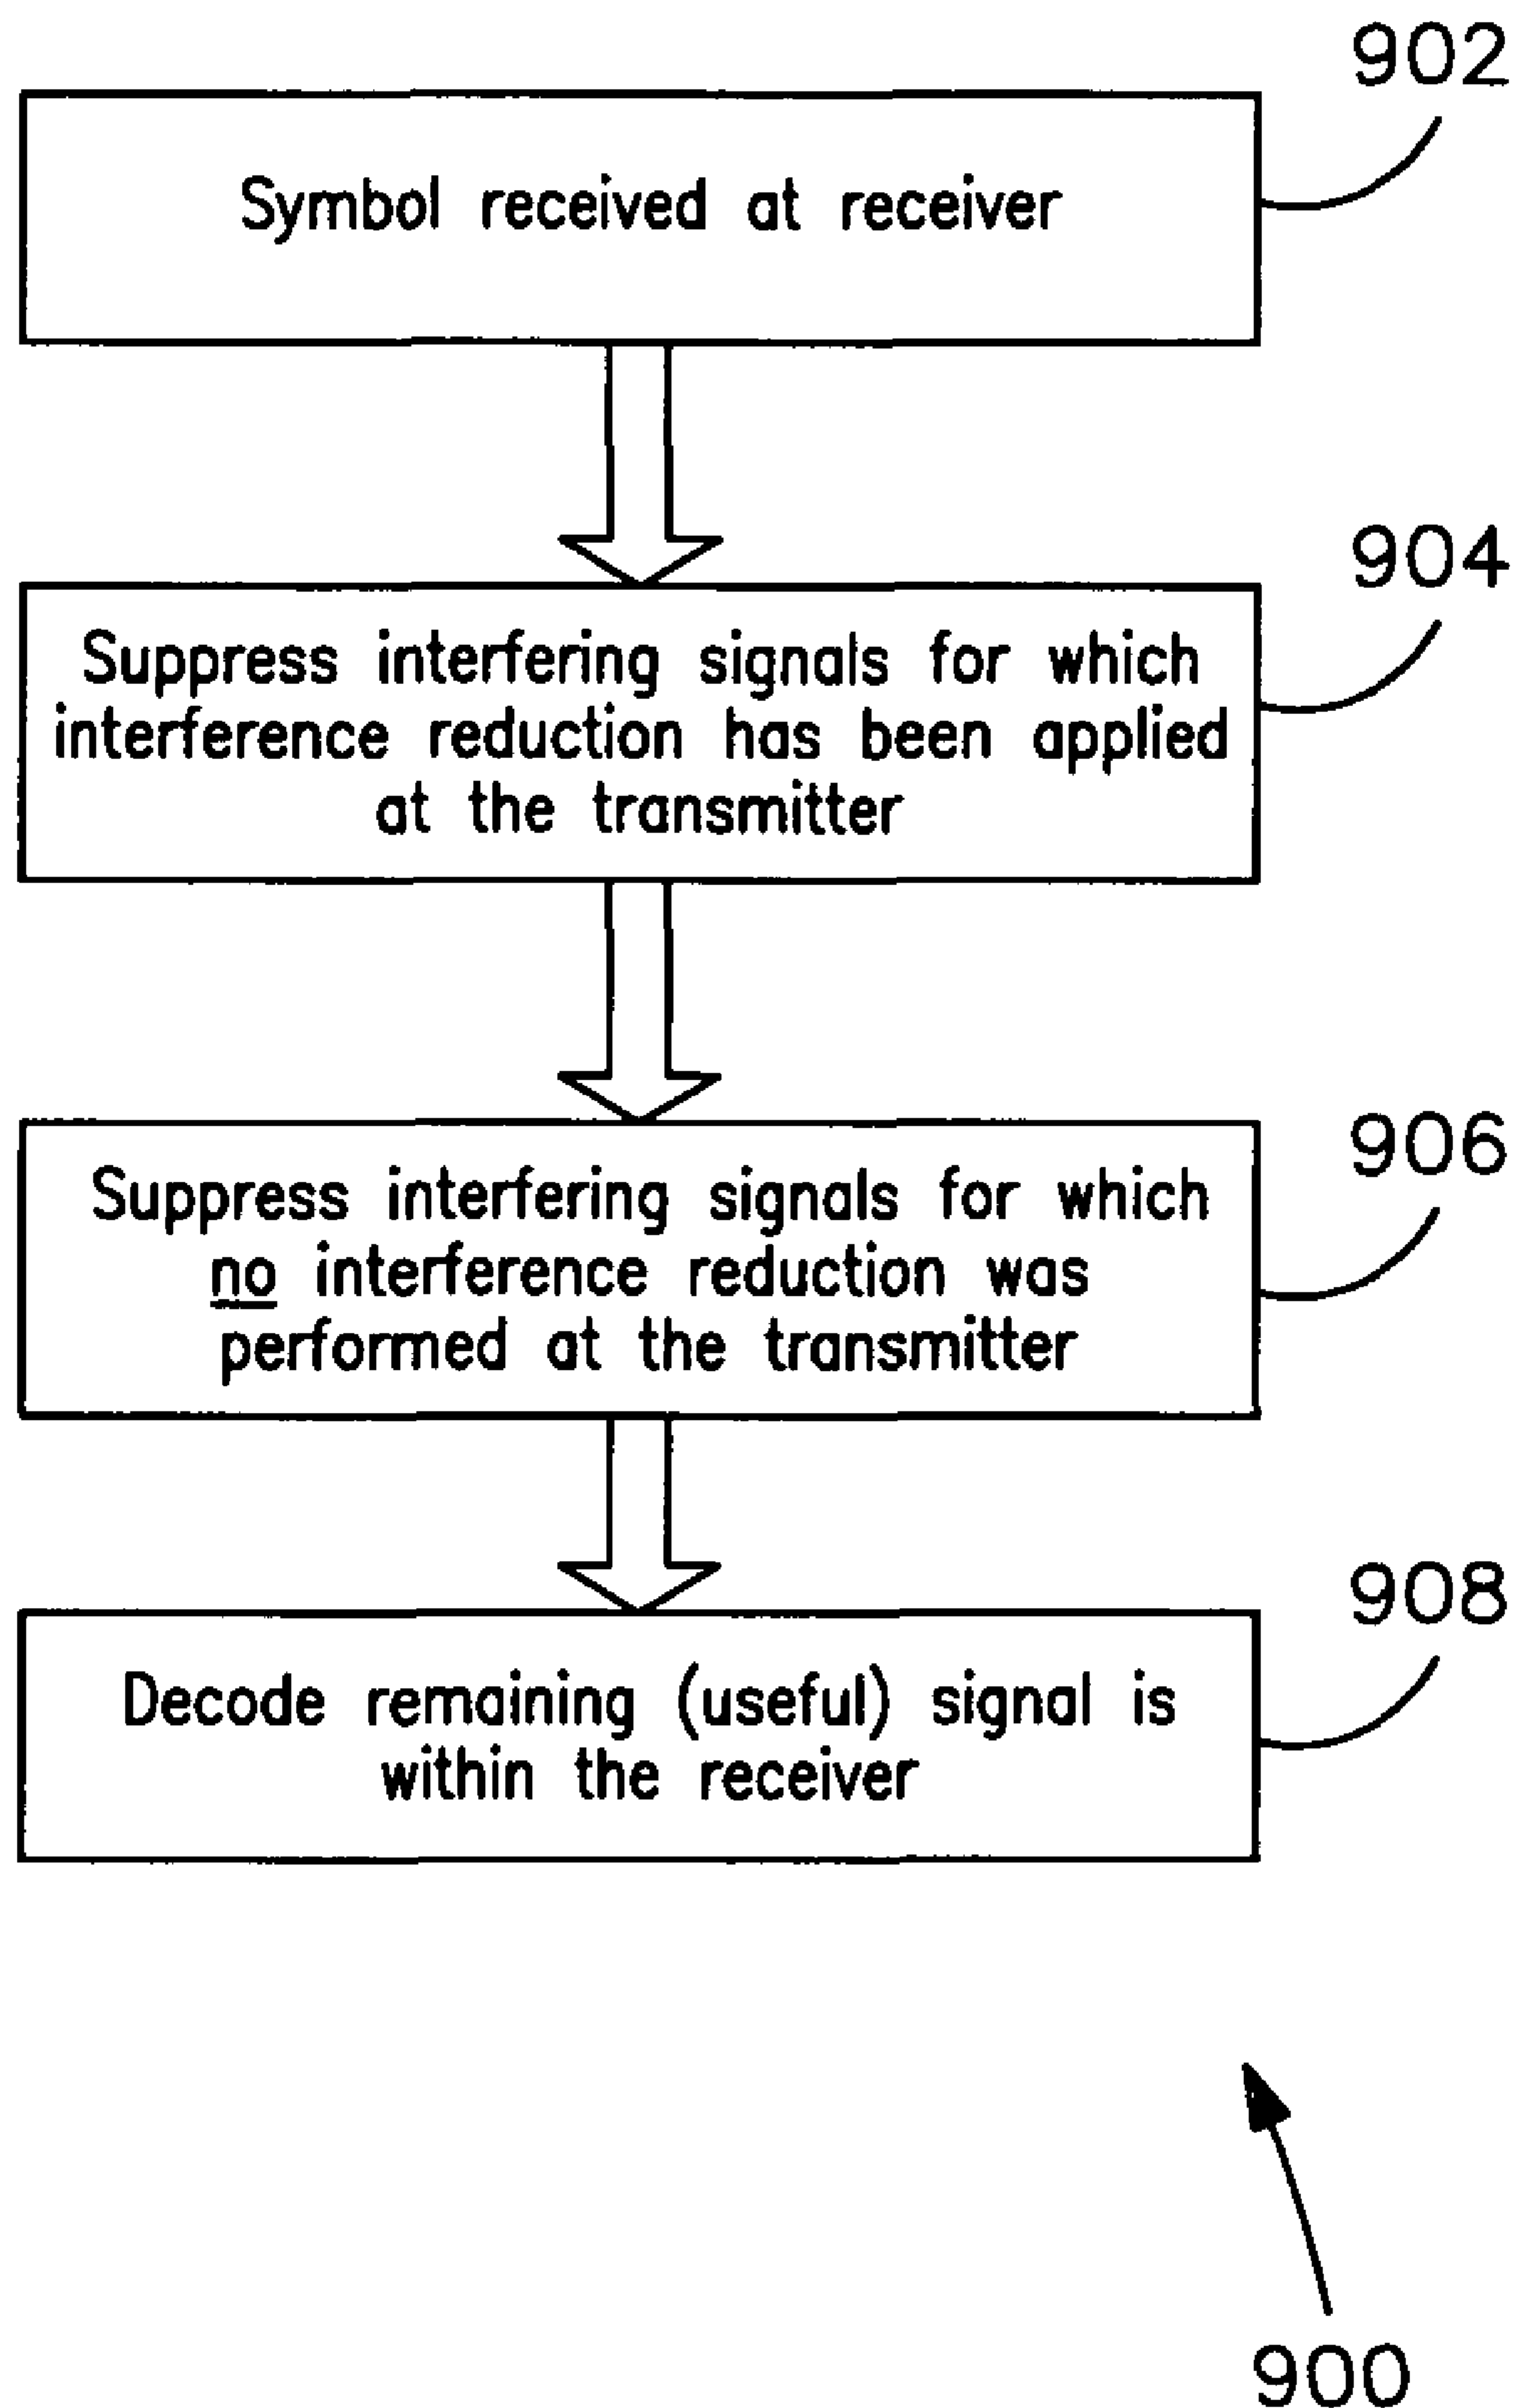 902
Symbol received at receiver
904
Suppress interfering signals for which
interference reduction has been applied
at the transmitter
906
Suppress interfering signals for which
no interference reduction was
performed at the transmitter
908
Decode remaining (useful) signal is
within the receiver
900